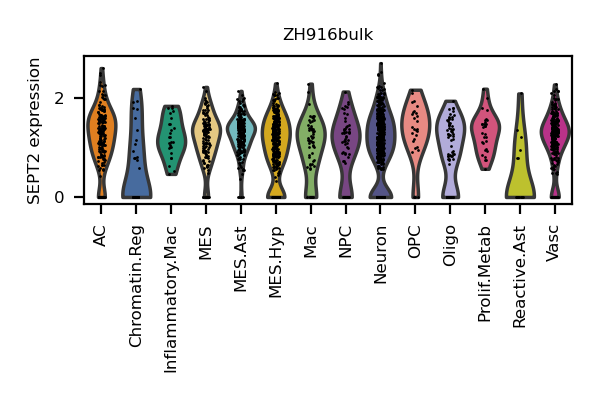 ZH916bulk
SEPT2 expression
2
0
AC
Chromatin.Reg
Inflammatory.Mac
MES
MES.Ast
MES.Hyp
Mac
NPC
Neuron
OPC
Oligo
Prolif.Metab
Reactive.Ast
Vasc